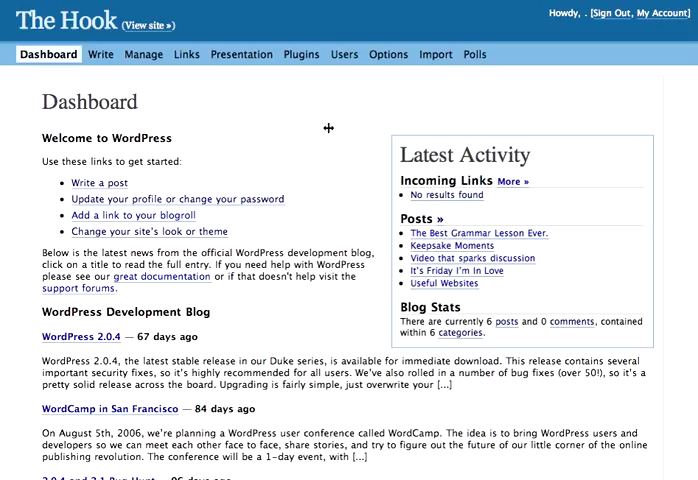 The Hook (View site »)
Howdy, . [Sign Out, My Account]
Dashboard Write Manage Links Presentation Plugins Users Options Import Polls
Dashboard
Welcome to WordPress
Use these links to get started:
Write a post
Update your profile or change your password
Add a link to your blogroll
Change your site's look or theme
Below is the latest news from the official WordPress development blog,
click on a title to read the full entry. If you need help with WordPress
please see our great documentation or if that doesn't help visit the
support forums.
Latest Activity
Incoming Links More »
No results found
Posts »
The Best Grammar Lesson Ever.
Keepsake Moments
Video that sparks discussion
It's Friday I'm In Love
Useful Websites
Blog Stats
There are currently 6 posts and 0 comments, contained
within 6 categories.
WordPress Development Blog
WordPress 2.0.4 — 67 days ago
WordPress 2.0.4, the latest stable release in our Duke series, is available for immediate download. This release contains several
important security fixes, so it's highly recommended for all users. We've also rolled in a number of bug fixes (over 50!), so it's a
pretty solid release across the board. Upgrading is fairly simple, just overwrite your [...]
WordCamp in San Francisco — 84 days ago
On August 5th, 2006, we're planning a WordPress user conference called WordCamp. The idea is to bring WordPress users and
developers so we can meet each other face to face, share stories, and try to figure out the future of our little corner of the online
publishing revolution. The conference will be a 1-day event, with [...]